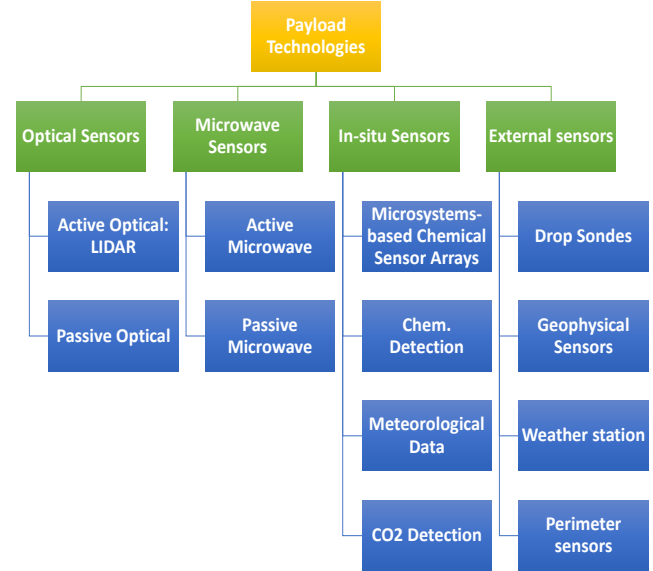 Payload
Technologies
Optical Sensors
Microwave
Sensors
In-situ Sensors
External sensors
Active Optical:
LIDAR
Passive Optical
Active
Microwave
Passive
Microwave
Microsystems-
based Chemical
Sensor Arrays
Chem.
Detection
Meteorological
Data
CO2 Detection
Drop Sondes
Geophysical
Sensors
Weather station
Perimeter
sensors